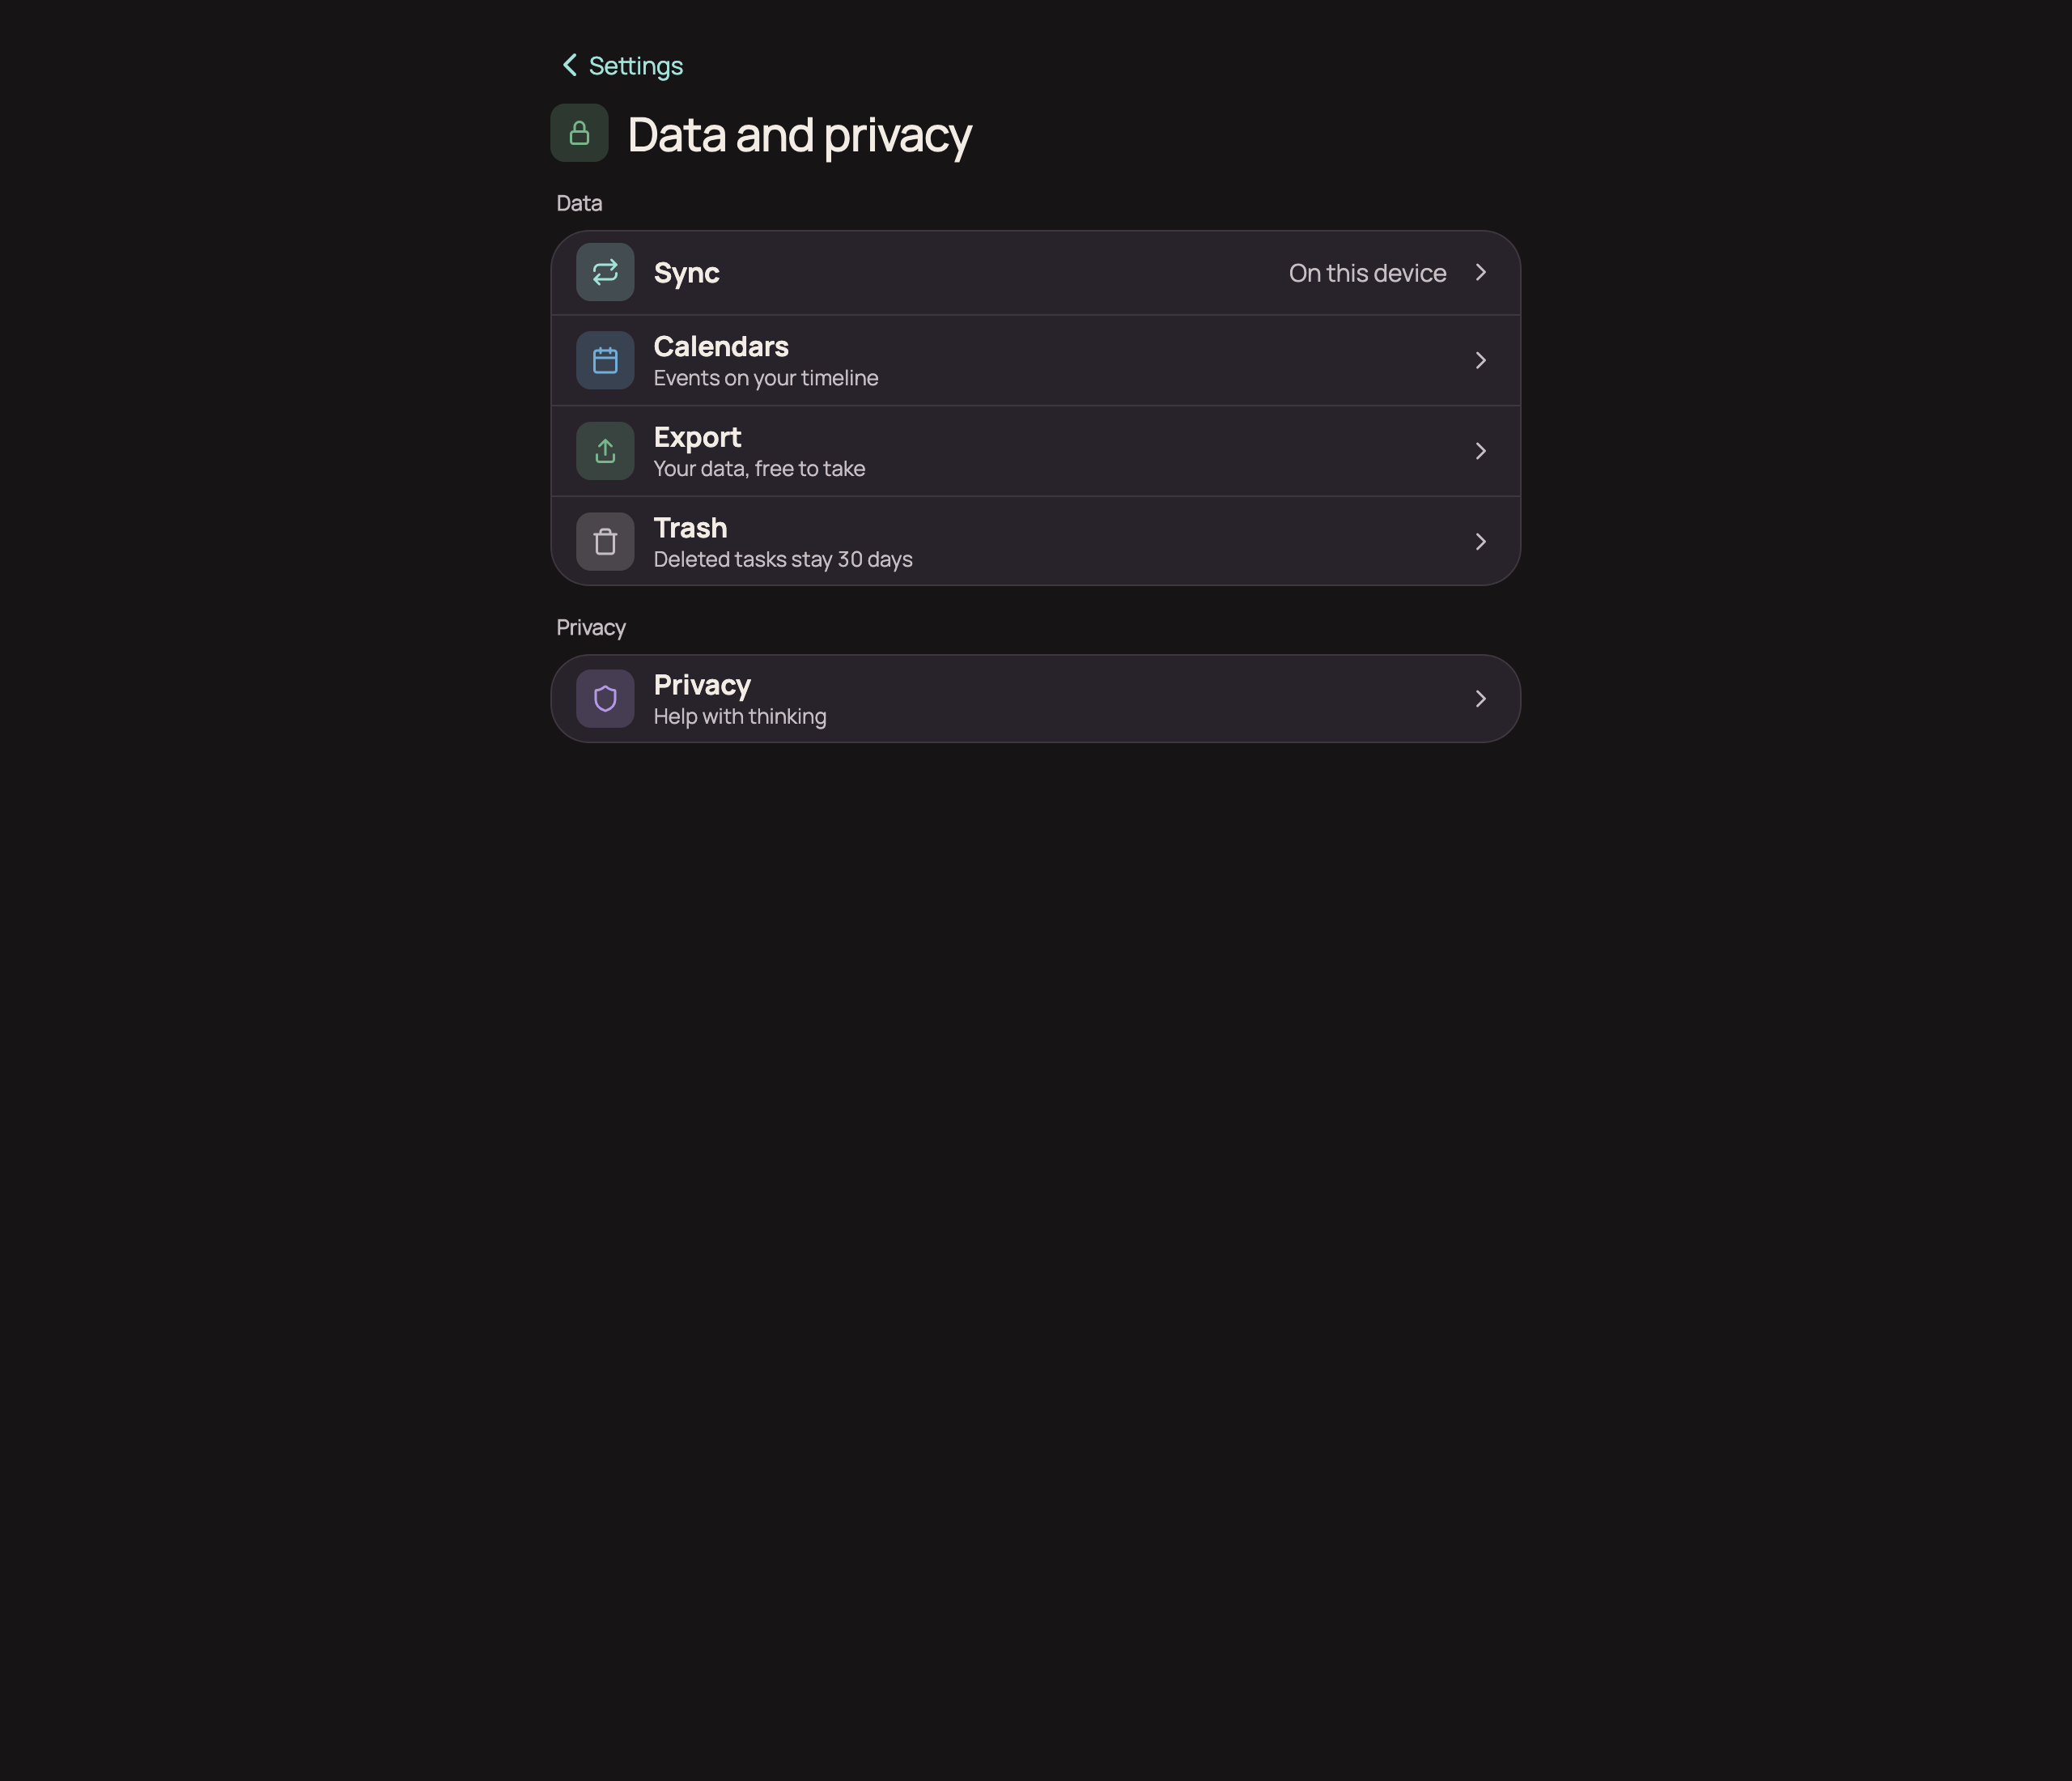 Settings
Data and privacy
Data
Sync
On this device
Calendars
Events on your timeline
Export
Your data, free to take
Trash
Deleted tasks stay 30 days
Privacy
Privacy
Help with thinking